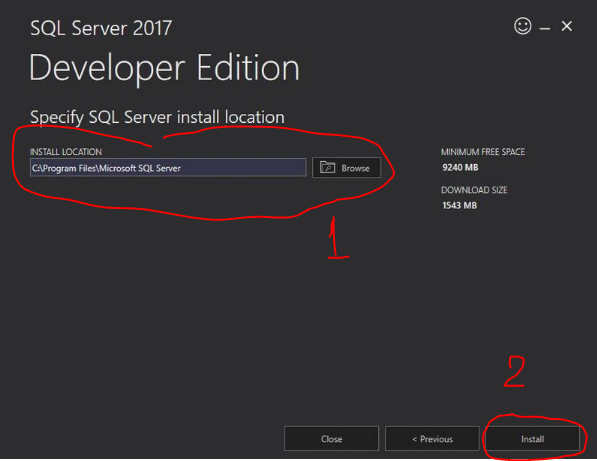 SQL Server 2017
Developer Edition
Specify SQL Server install location
INSTALL LOCATION
C:\Program Files\Microsoft SQL Server
Browse
MINIMUM FREE SPACE
9240 MB
DOWNLOAD SIZE
1543 MB
1
2
Close
< Previous
Install